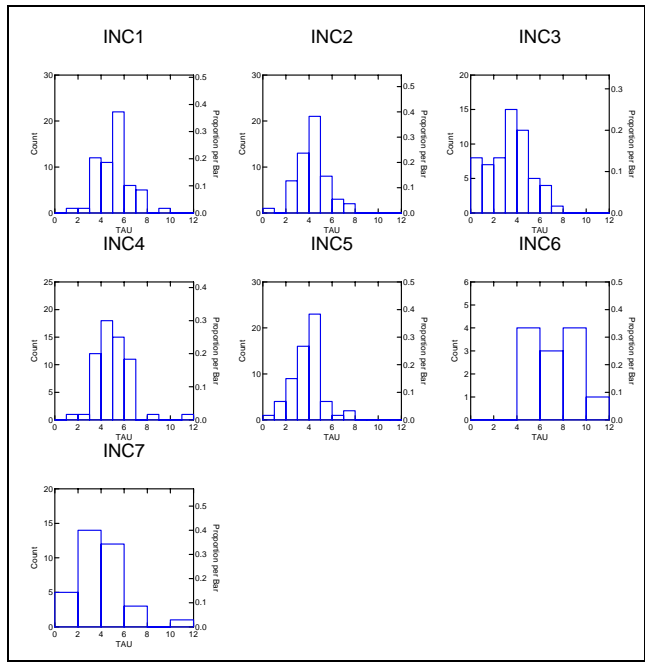 INC1 INC2 INC3
30 0.5 30 0.5 20 0.3
0.4 0.4 15
20 20 0.2
Count 0.3 Proportion per Bar Count 0.3 Proportion per Bar Count 10 Proportion per Bar
10 0.2 10 0.2 0.1
0.1 0.1 5
0 0.0 0 0.0 0 0.0
0 2 4 6 8 10 12 0 2 4 6 8 10 12 0 2 4 6 8 10 12
TAU TAU TAU
INC4 INC5 INC6
25 0.4 30 0.5 6 0.5
20 0.4 5 0.4
15 0.3 20 4
Count 0.2 Proportion per Bar Count 0.3 Proportion per Bar Count 3 0.3 Proportion per Bar
10 0.2 2 0.2
5 0.1 10 0.1 1 0.1
0 0.0 0 0.0 0.0
0 2 4 6 8 10 12 0 2 4 6 8 10 12 0 2 4 6 8 10 12
TAU TAU TAU
INC7
20 0.5
15 0.4
Count 10 0.3 Proportion per Bar
0.2
5 0.1
0 0.0
0 2 4 6 8 10 12
TAU